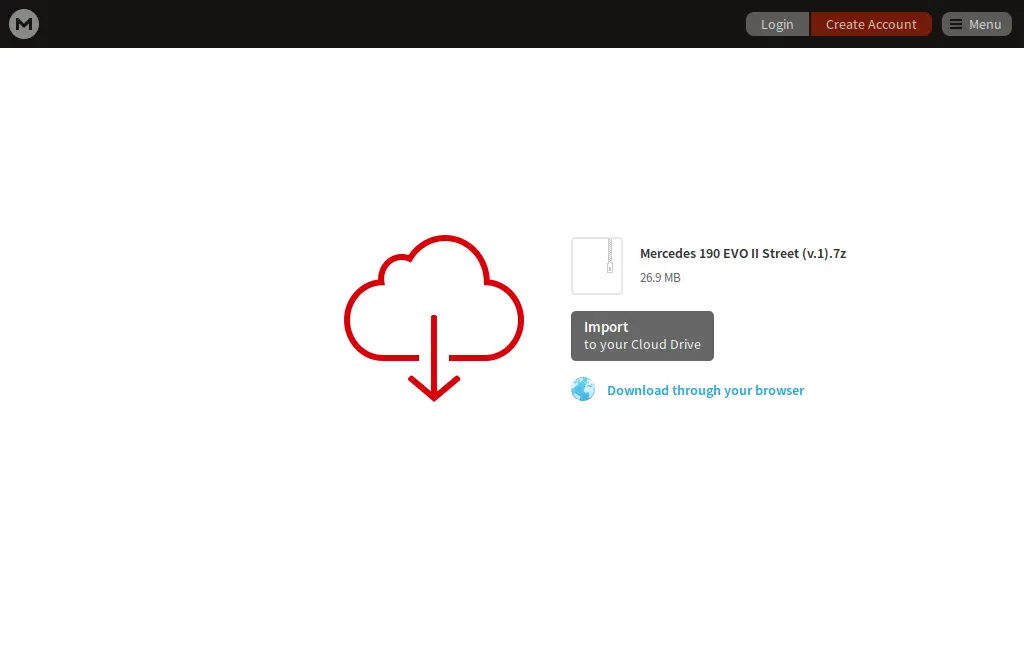 M
Login
Create Account
Menu
Mercedes 190 EVO II Street (v.1).7z
26.9 MB
Import
to your Cloud Drive
Download through your browser